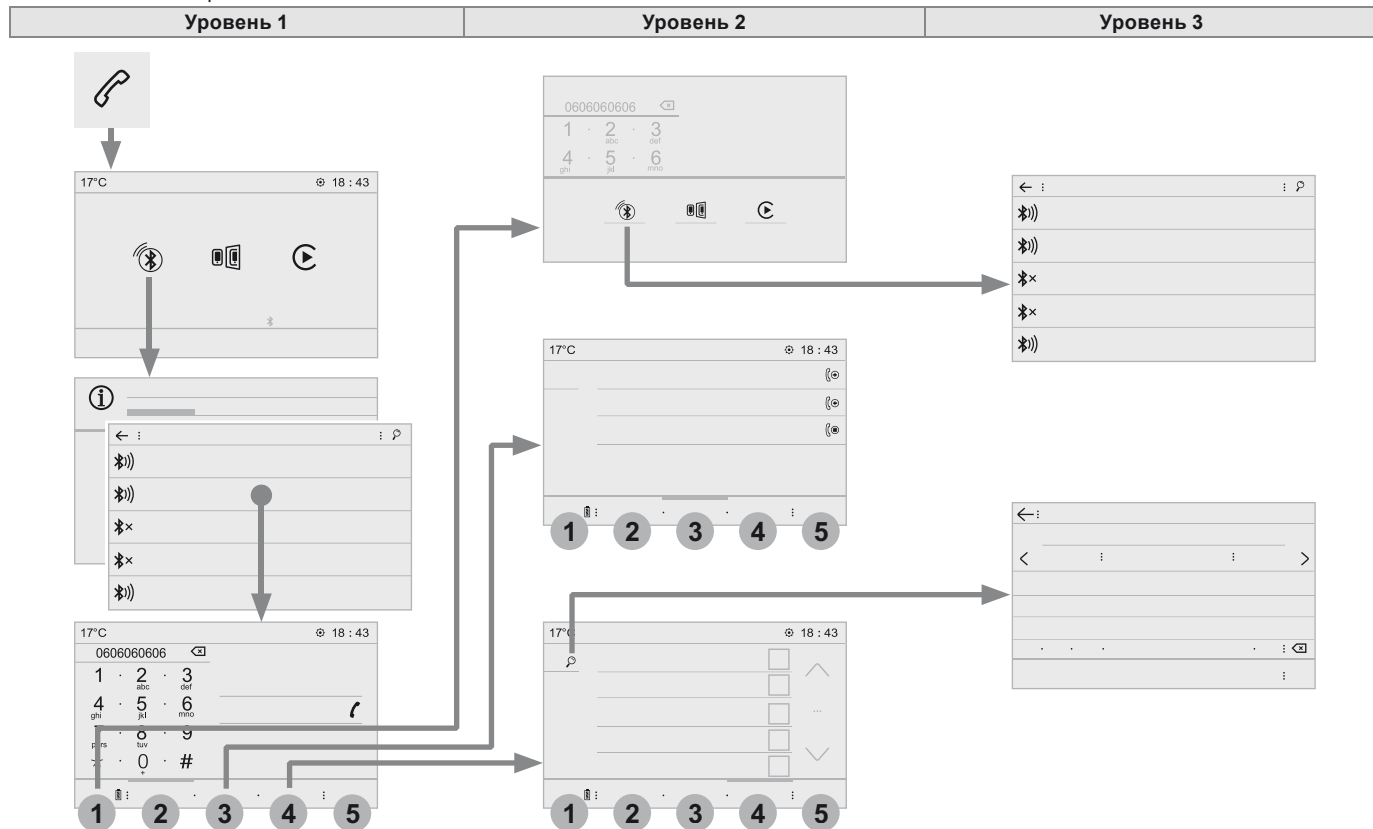 Уровень 1
Уровень 2
Уровень 3
17°C 18 : 43
0606060606
1 · 2 · 3
abc def
4 · 5 · 6
ghi jkl mno
17°C 18 : 43
1 2 3 4 5
17°C 18 : 43
0606060606
1 · 2 · 3
abc def
4 · 5 · 6
ghi jkl mno
8 · 9
tuv
0 · #
+
1 2 3 4 5
17°C 18 : 43
...
1 2 3 4 5